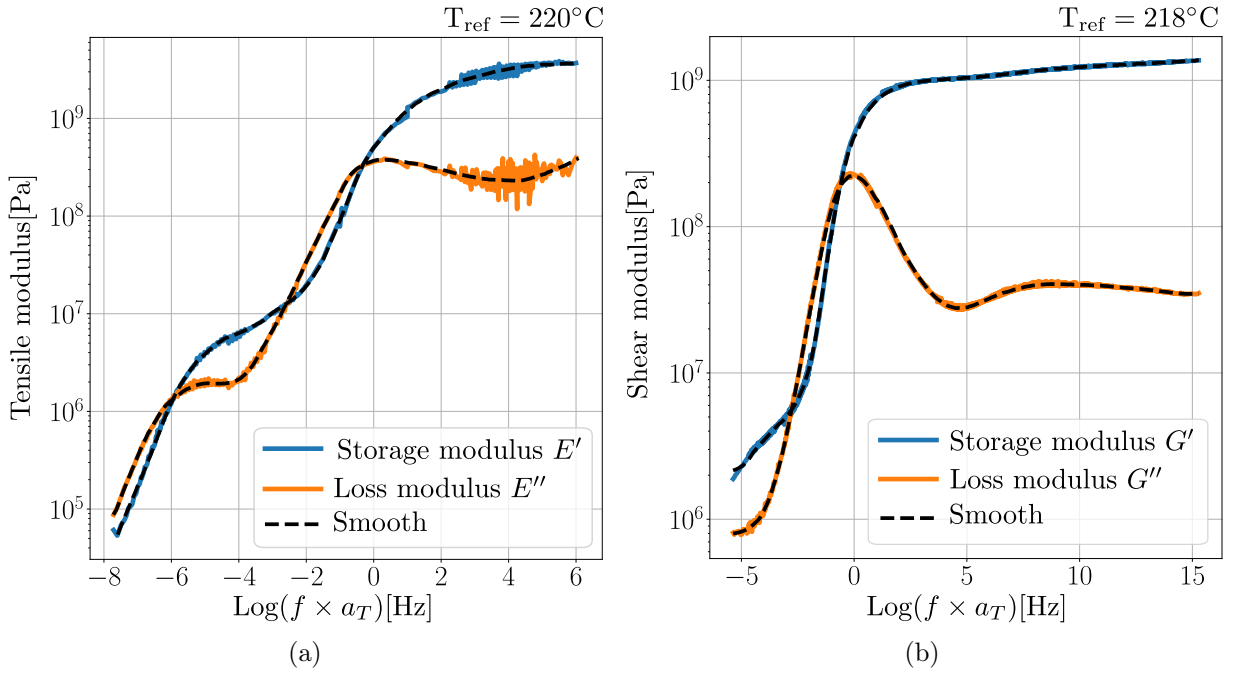 T_ref = 220°C
Tensile modulus[Pa]
10^9
10^8
10^7
10^6
10^5
Storage modulus E′
Loss modulus E″
Smooth
−8 −6 −4 −2 0 2 4 6
Log(f × a_T)[Hz]
(a)
T_ref = 218°C
Shear modulus[Pa]
10^9
10^8
10^7
10^6
Storage modulus G′
Loss modulus G″
Smooth
−5 0 5 10 15
Log(f × a_T)[Hz]
(b)